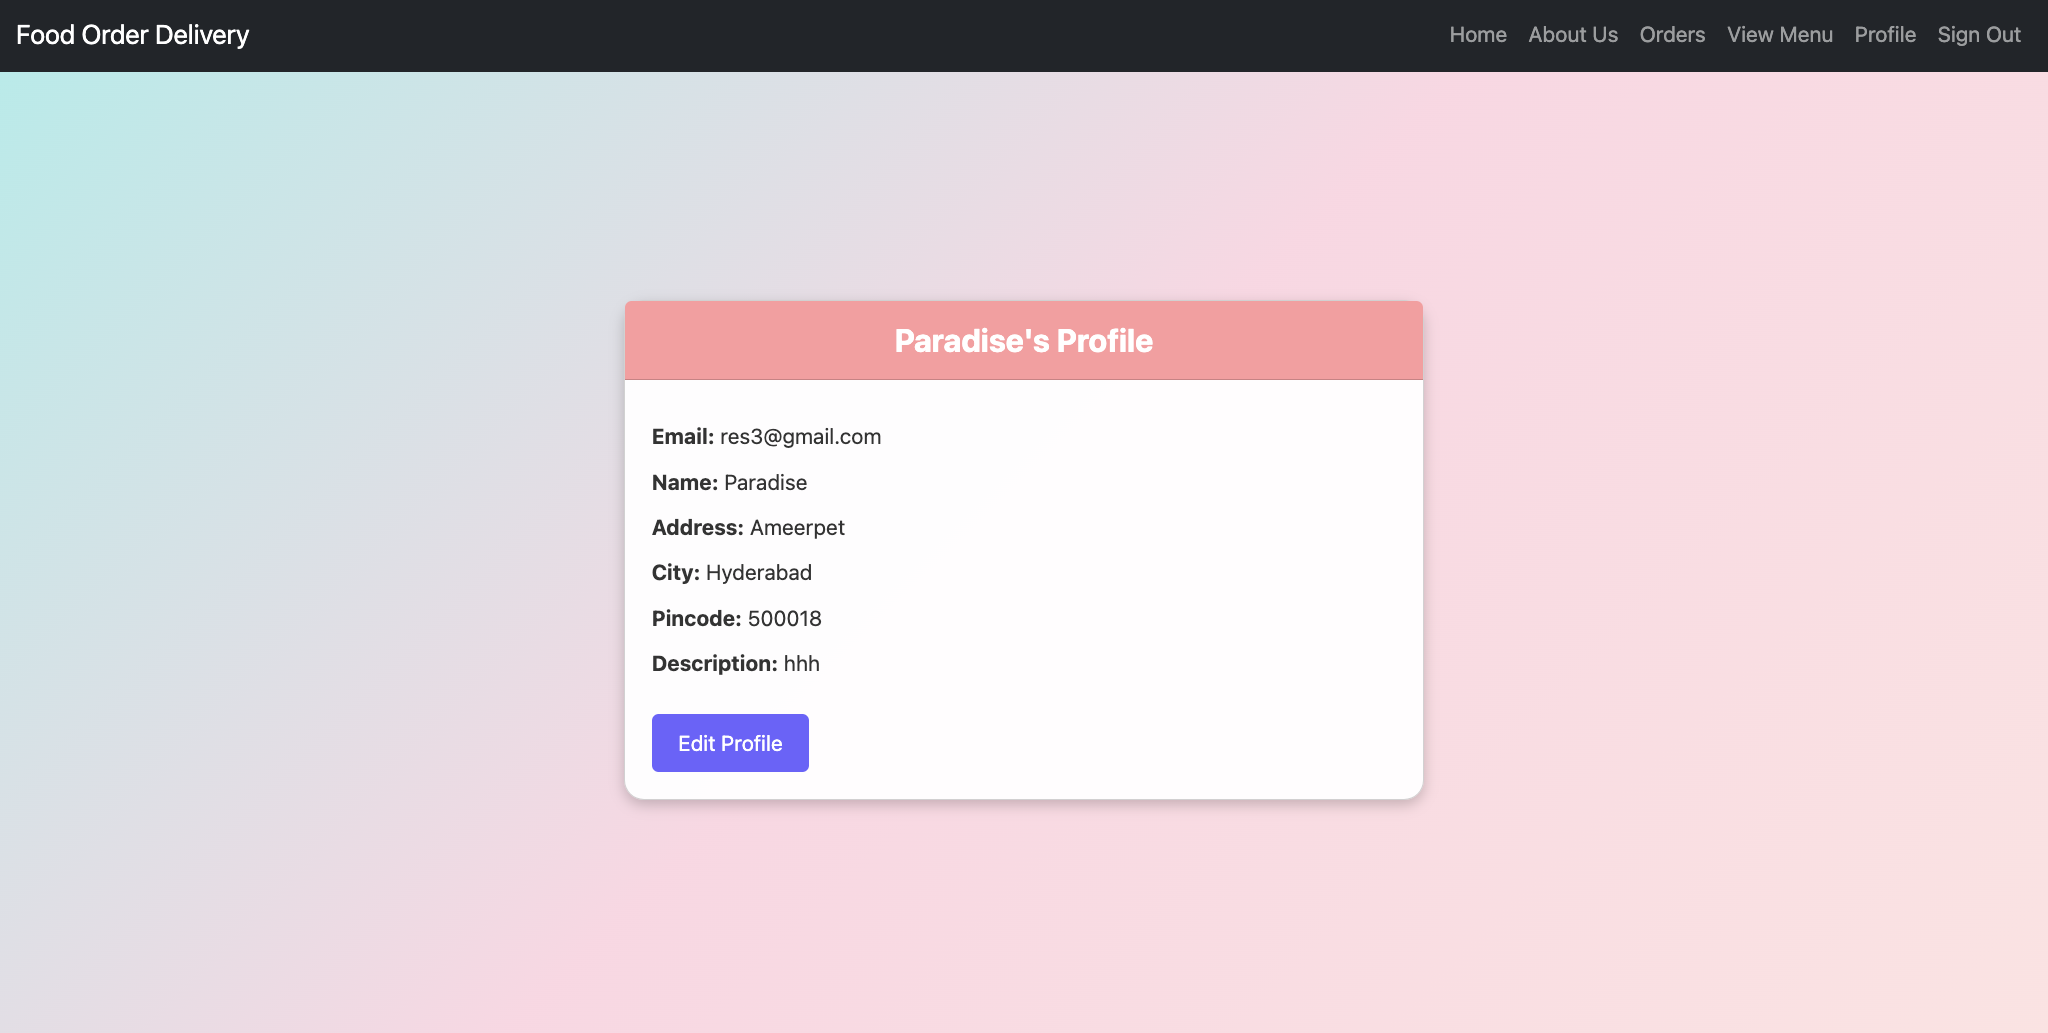 Food Order Delivery
Home About Us Orders View Menu Profile Sign Out
Paradise's Profile
Email: res3@gmail.com
Name: Paradise
Address: Ameerpet
City: Hyderabad
Pincode: 500018
Description: hhh
Edit Profile